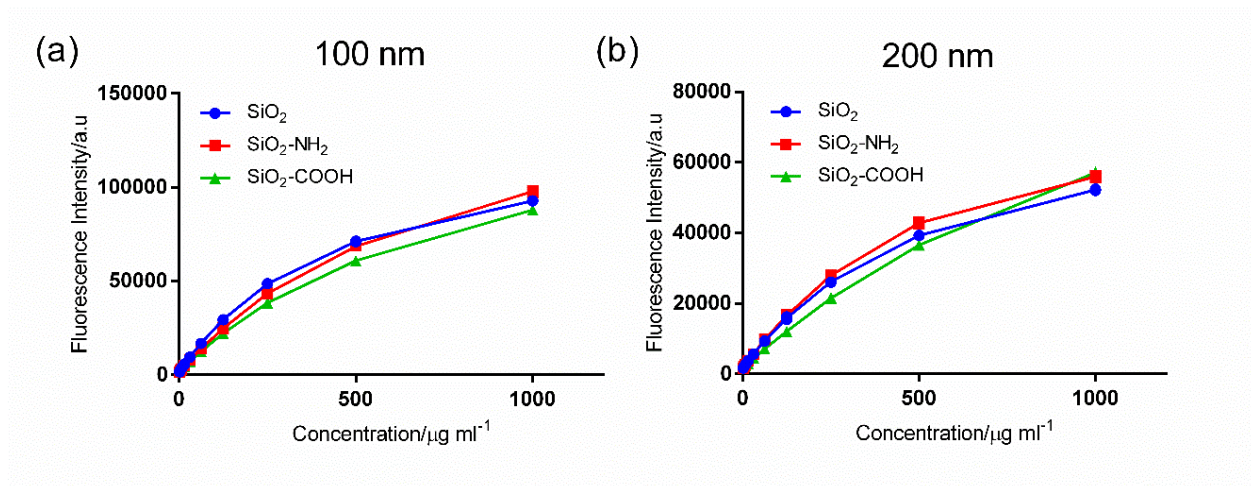 (a)
100 nm
150000
100000
50000
0
Fluorescence Intensity/a.u
SiO₂
SiO₂-NH₂
SiO₂-COOH
0 500 1000
Concentration/μg ml⁻¹
(b)
200 nm
80000
60000
40000
20000
0
Fluorescence Intensity/a.u
SiO₂
SiO₂-NH₂
SiO₂-COOH
0 500 1000
Concentration/μg ml⁻¹